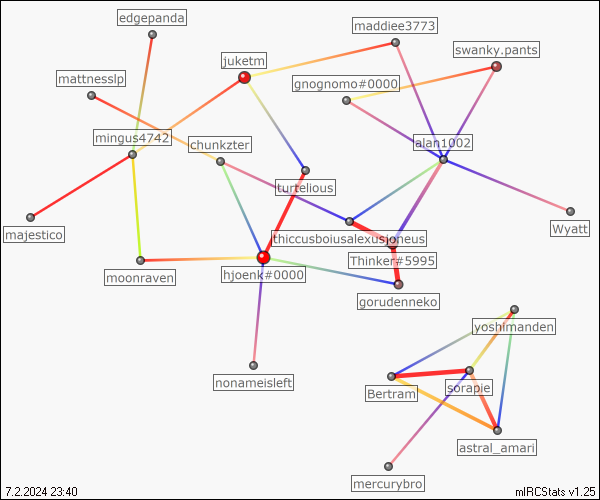 edgepanda
maddiee3773
swanky.pants
juketm
mattnesslp
gnognomo#0000
mingus4742
chunkzter
alan1002
turtelious
majestico
thiccusboiusalexusjoneus
Wyatt
Thinker#5995
moonraven
hjoenk#0000
gorudenneko
yoshimanden
nonameisleft
Bertram
sorapie
astral_amari
mercurybro
7.2.2024 23:40
mIRCStats v1.25